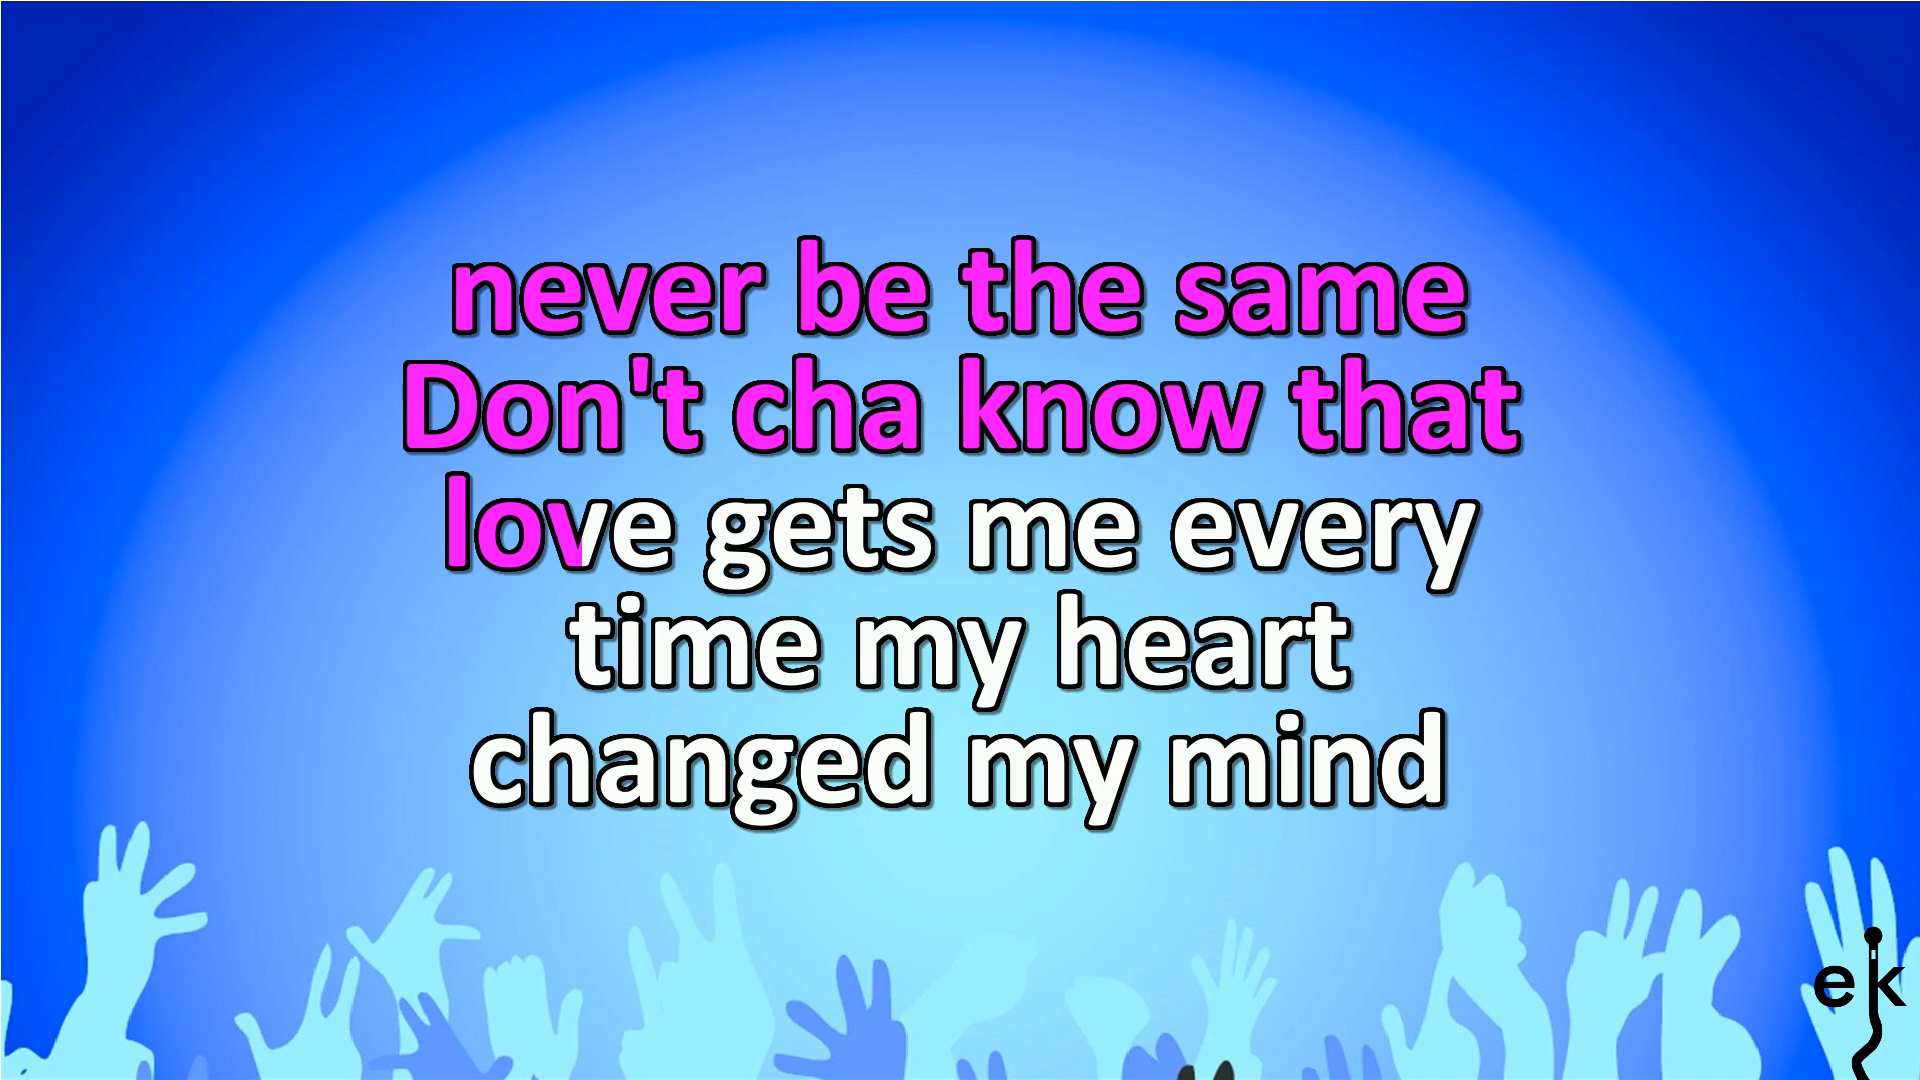 never be the same
Don't cha know that
love gets me every
time my heart
changed my mind
ek